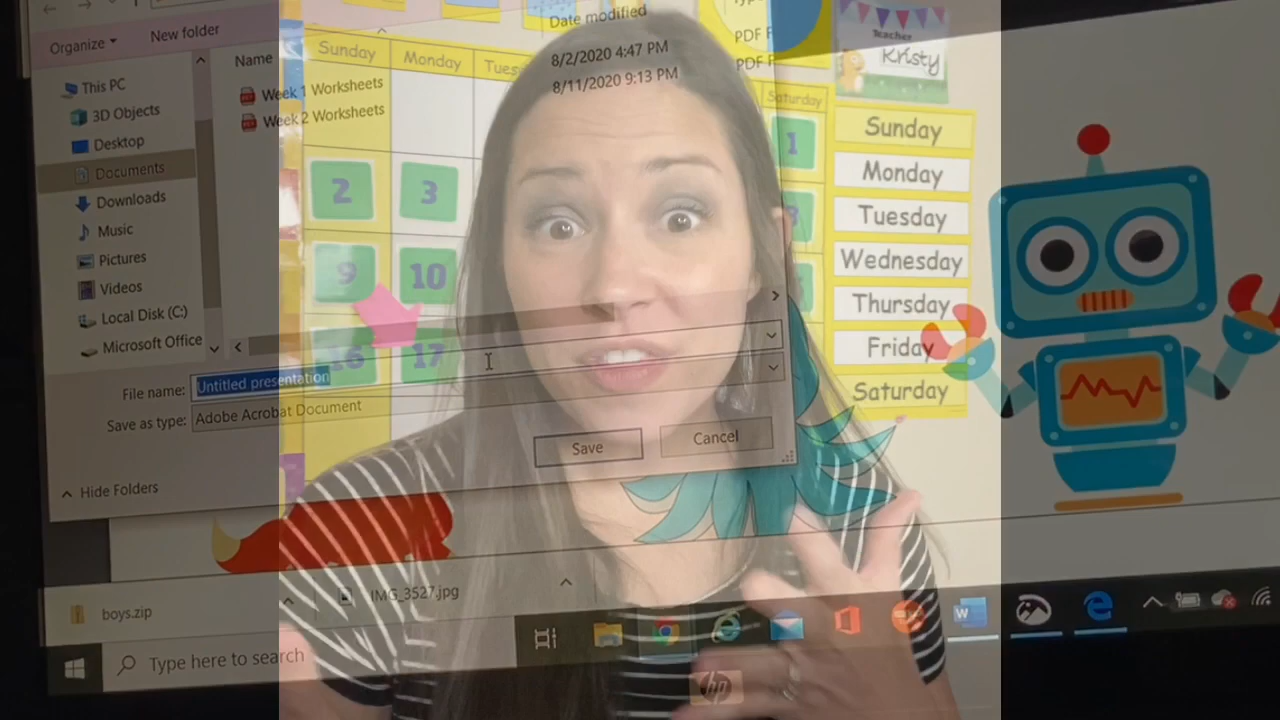 Organize
New folder
Name
Date modified
Week 1 Worksheets
8/2/2020 4:47 PM
PDF F
Week 2 Worksheets
8/11/2020 9:13 PM
PDF F
This PC
3D Objects
Desktop
Documents
Downloads
Music
Pictures
Videos
Local Disk (C:)
Microsoft Office
File name:
Untitled presentation
Save as type:
Adobe Acrobat Document
Save
Cancel
Hide Folders
boys.zip
IMG_3527.jpg
Type here to search
hp
Sunday
Monday
Tues
Saturday
1
2
3
9
10
16
17
Teacher
Kristy
Sunday
Monday
Tuesday
Wednesday
Thursday
Friday
Saturday